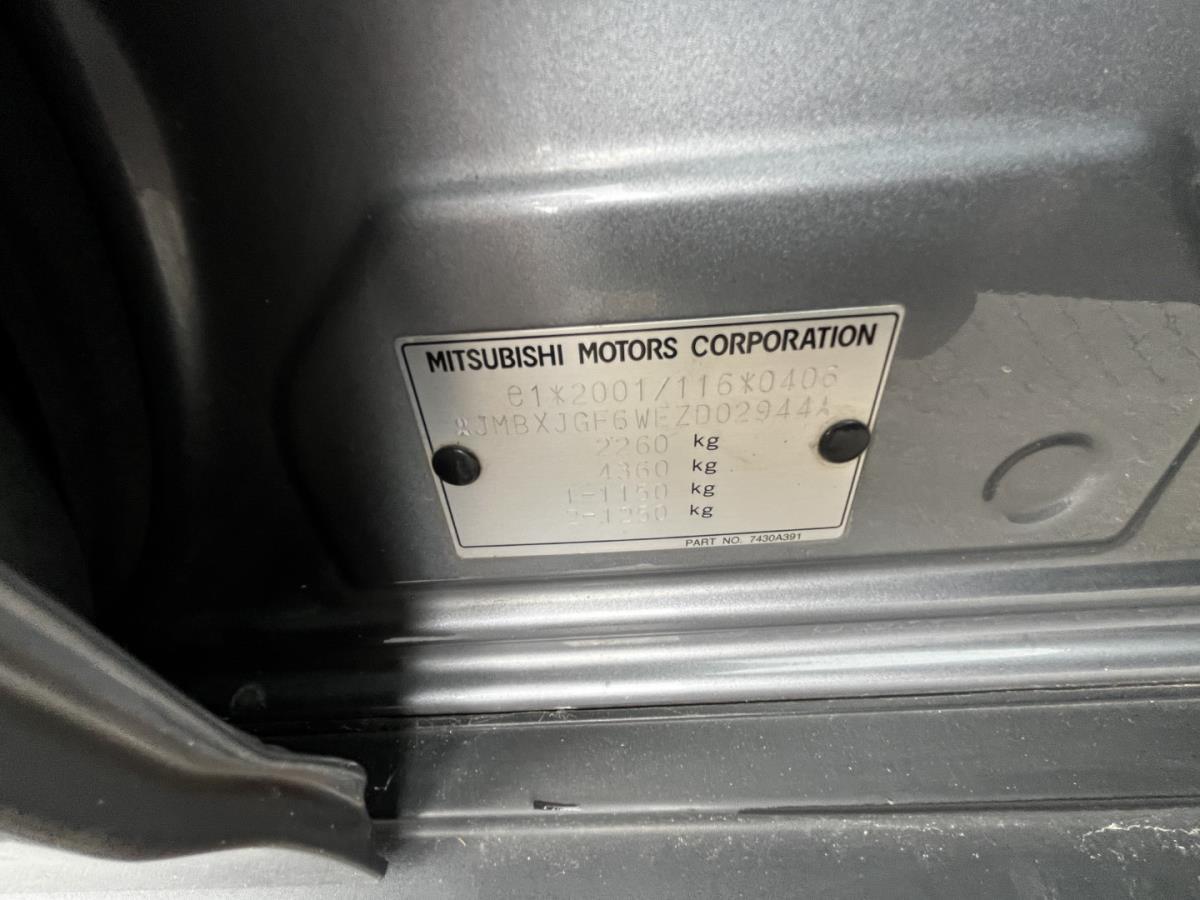 MITSUBISHI MOTORS CORPORATION
e1*2001/116*0406
*JMBXJGF6WEZD02944*
2260 kg
4360 kg
1-1150 kg
2-1250 kg
PART NO. 7430A391